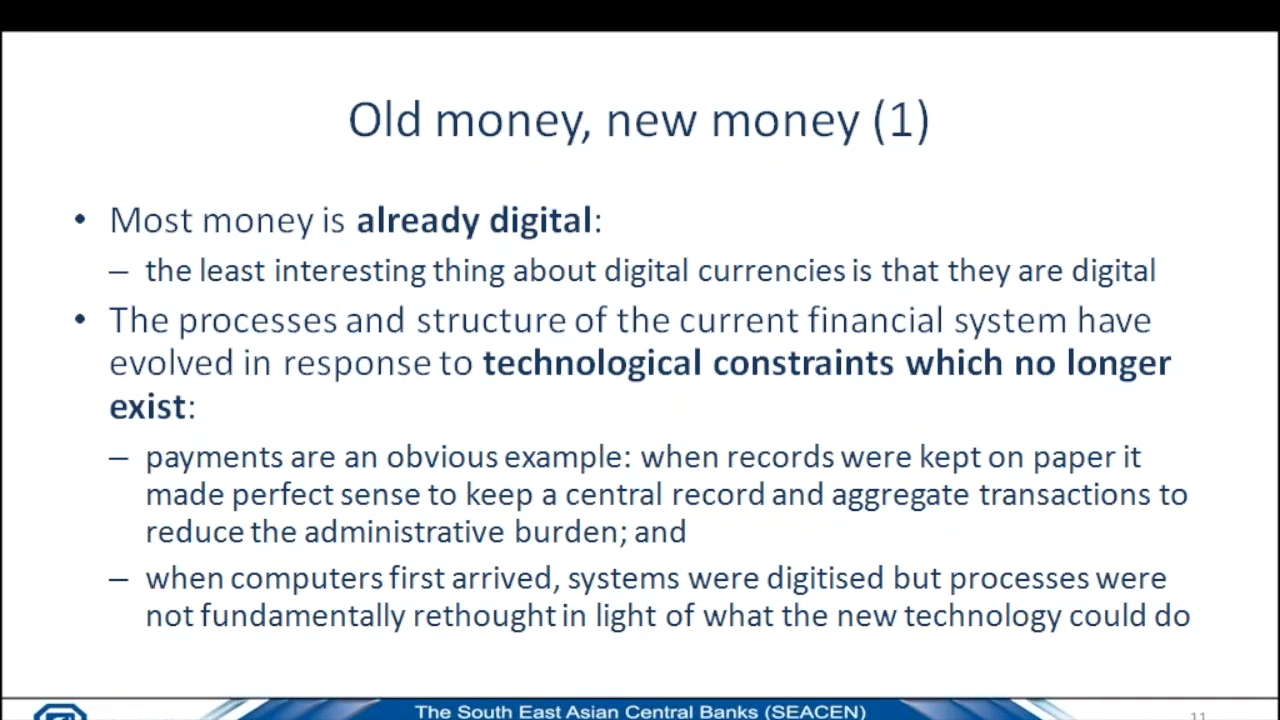 Old money, new money (1)
• Most money is already digital:
– the least interesting thing about digital currencies is that they are digital
• The processes and structure of the current financial system have
evolved in response to technological constraints which no longer
exist:
– payments are an obvious example: when records were kept on paper it
made perfect sense to keep a central record and aggregate transactions to
reduce the administrative burden; and
– when computers first arrived, systems were digitised but processes were
not fundamentally rethought in light of what the new technology could do
The South East Asian Central Banks (SEACEN)
11